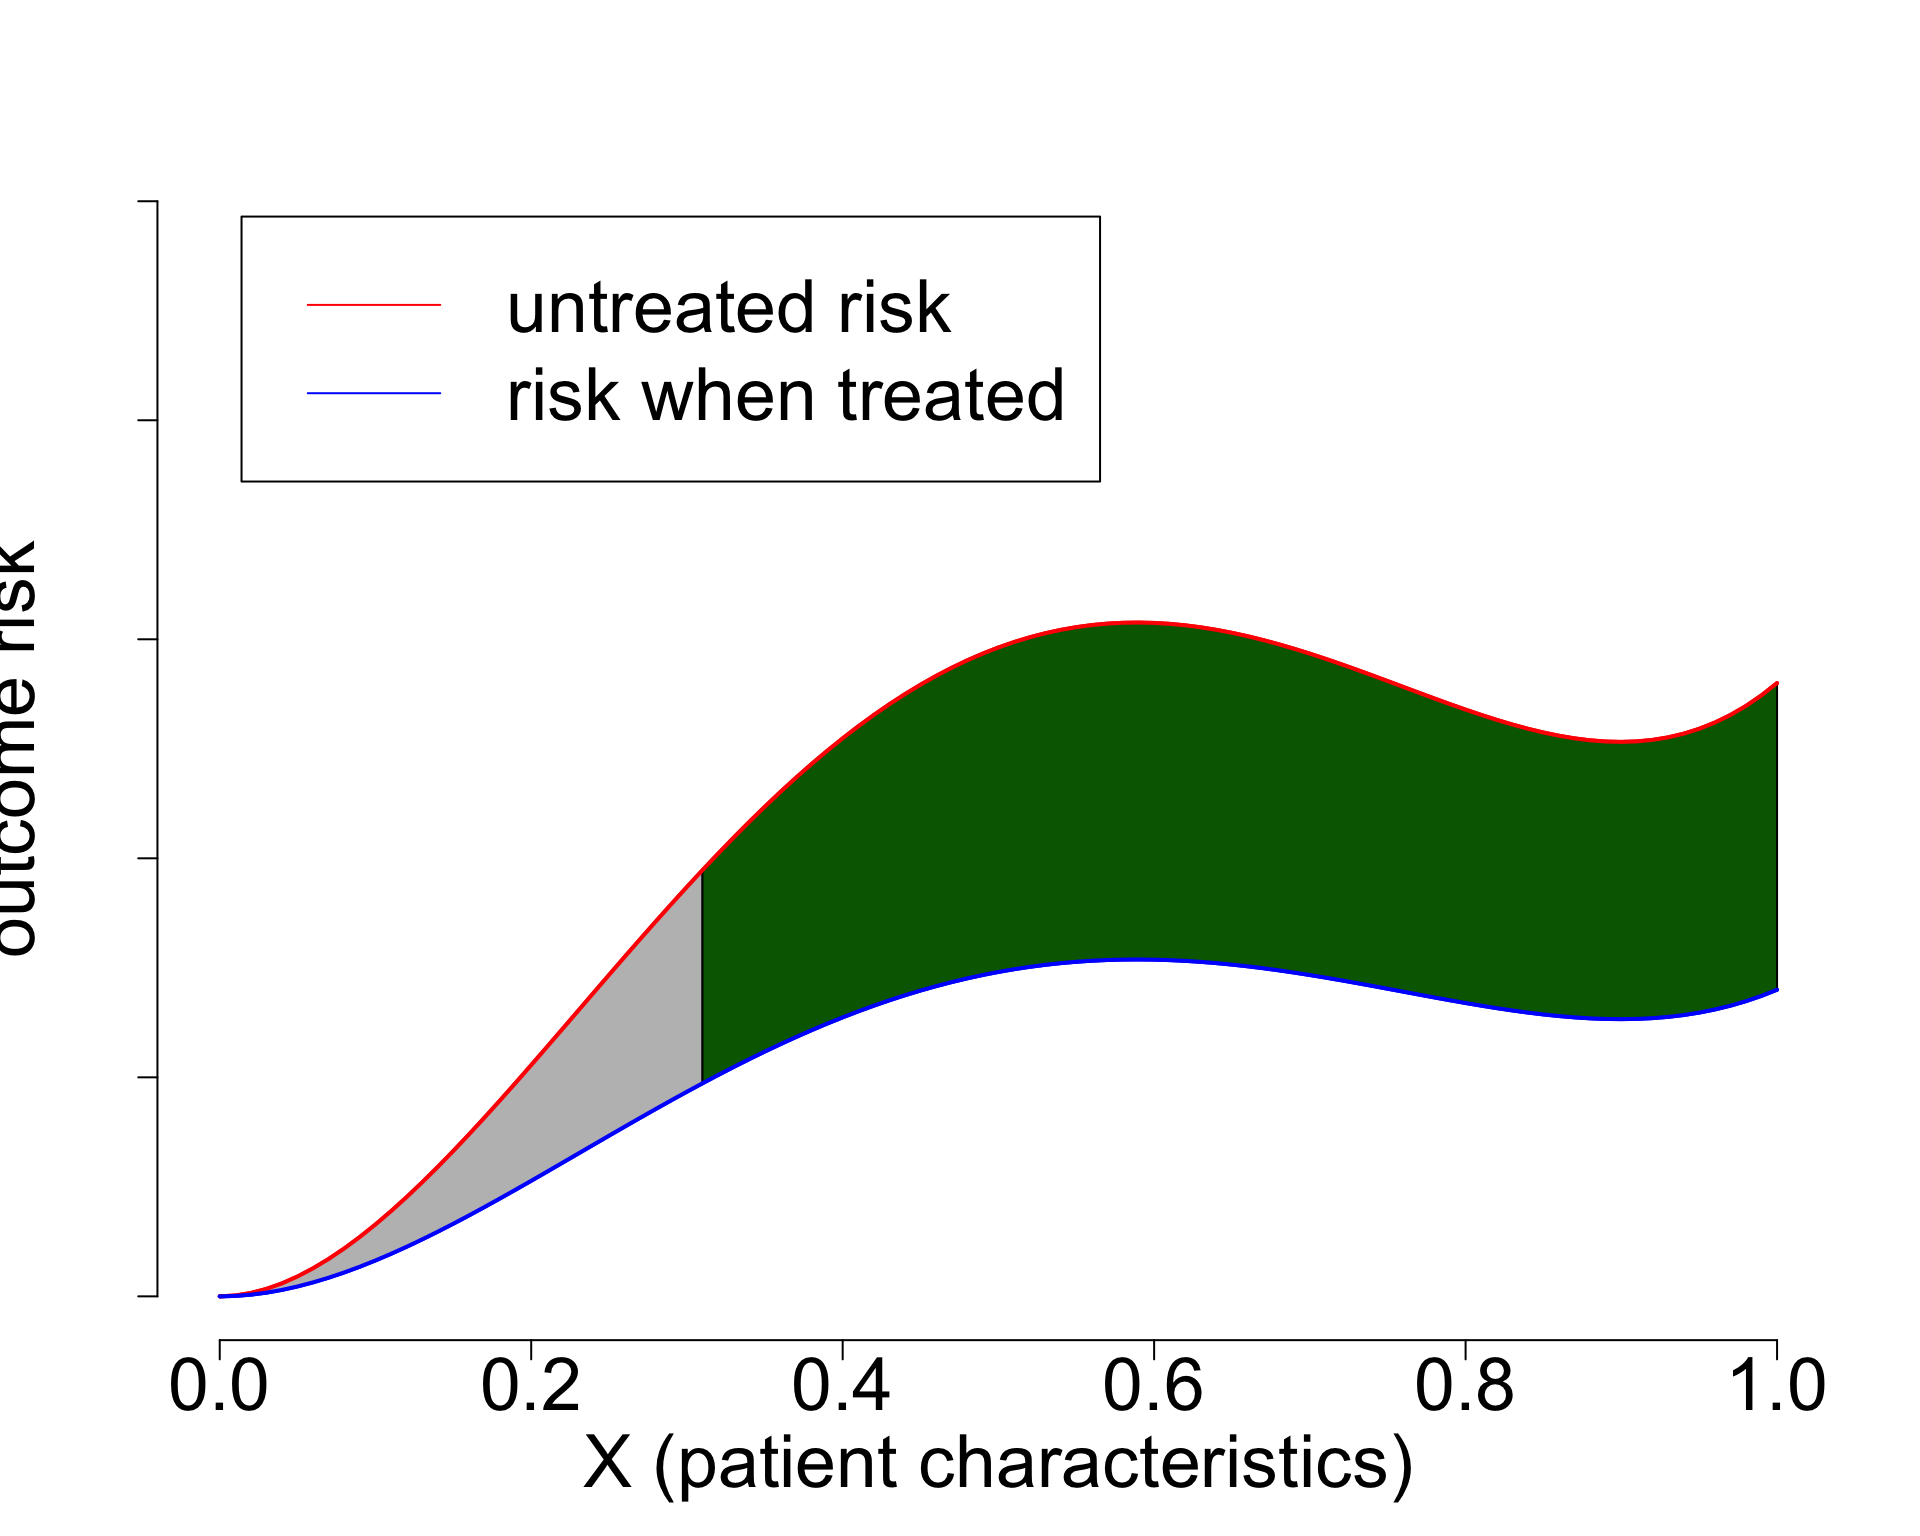 untreated risk
risk when treated
outcome risk
0.0 0.2 0.4 0.6 0.8 1.0
X (patient characteristics)